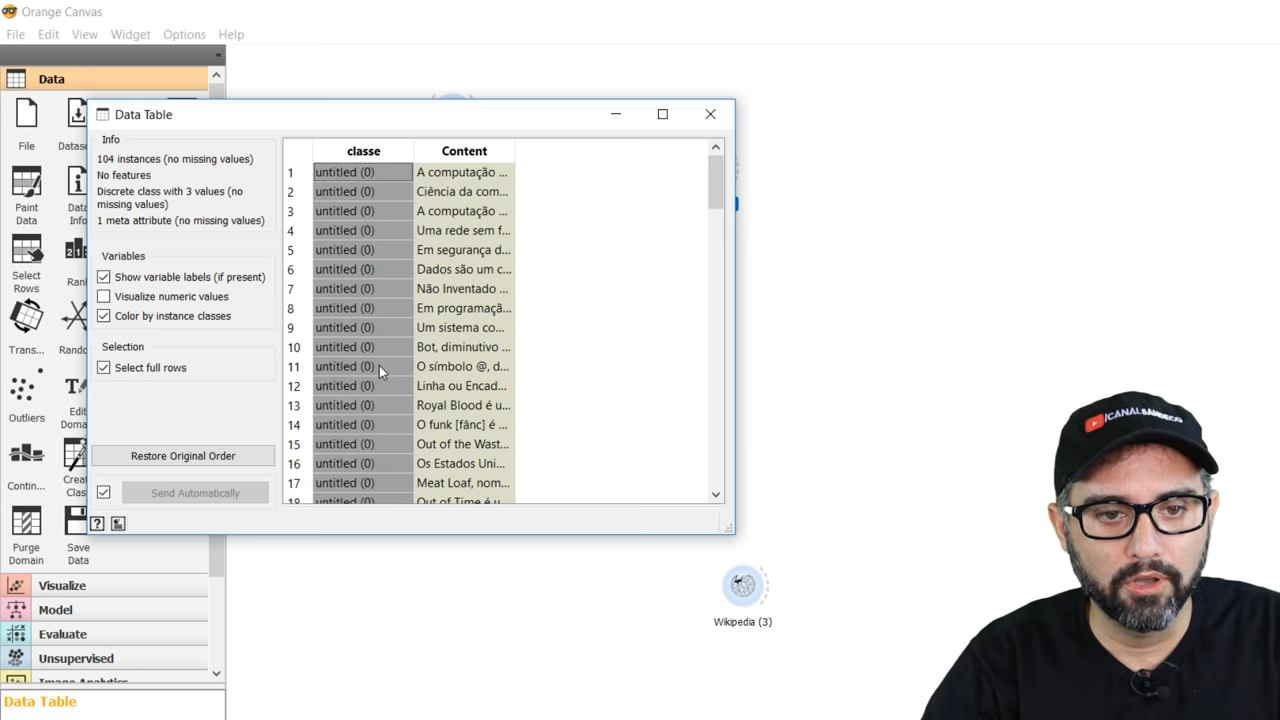 Orange Canvas
File Edit View Widget Options Help
Data
File
Paint
Data
Data
Info
Select
Rows
Trans...
Outliers
Contin...
Purge
Domain
Save
Data
Visualize
Model
Evaluate
Unsupervised
Image Analytics
Data Table
Data Table
Info
104 instances (no missing values)
No features
Discrete class with 3 values (no
missing values)
1 meta attribute (no missing values)
Variables
Show variable labels (if present)
Visualize numeric values
Color by instance classes
Selection
Select full rows
Restore Original Order
Send Automatically
?
classe Content
1 untitled (0) A computação ...
2 untitled (0) Ciência da com...
3 untitled (0) A computação ...
4 untitled (0) Uma rede sem f...
5 untitled (0) Em segurança d...
6 untitled (0) Dados são um c...
7 untitled (0) Não Inventado ...
8 untitled (0) Em programaçã...
9 untitled (0) Um sistema co...
10 untitled (0) Bot, diminutivo ...
11 untitled (0) O símbolo @, d...
12 untitled (0) Linha ou Encad...
13 untitled (0) Royal Blood é u...
14 untitled (0) O funk [fânc] é ...
15 untitled (0) Out of the Wast...
16 untitled (0) Os Estados Uni...
17 untitled (0) Meat Loaf, nom...
18 untitled (0) Out of Time é u...
Wikipedia (3)
/CANALSANDECO